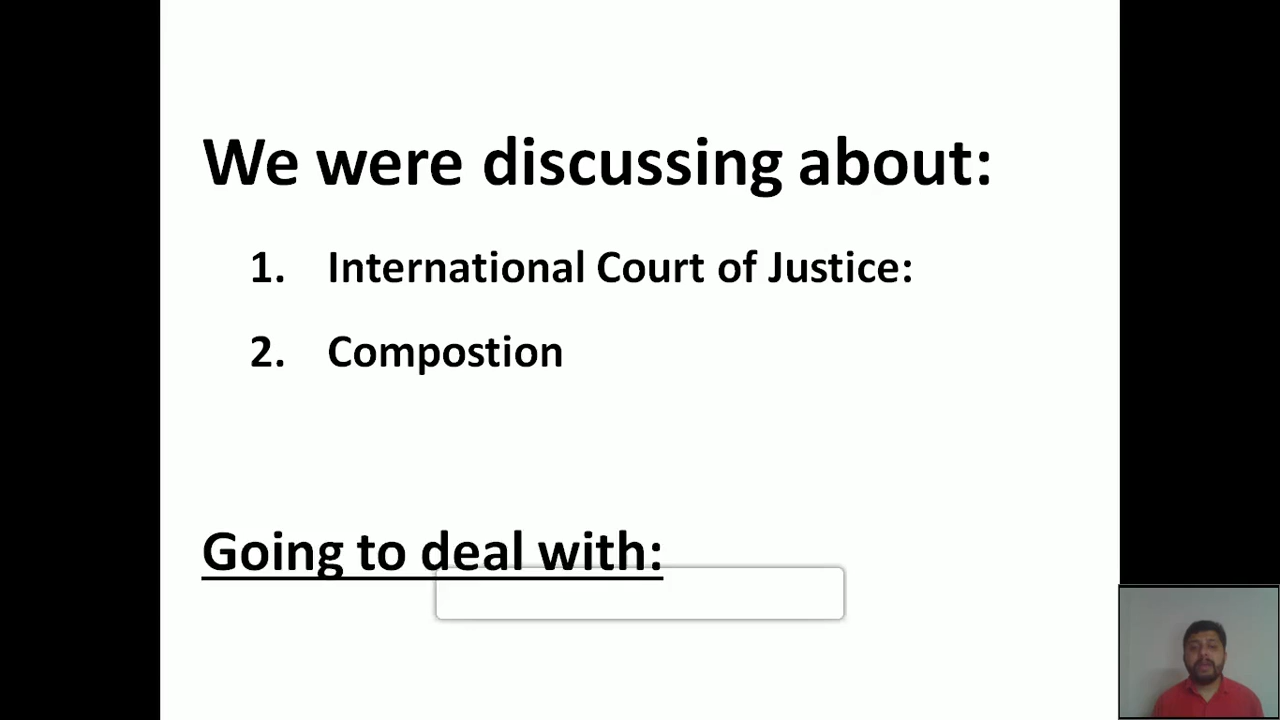 We were discussing about:
1. International Court of Justice:
2. Compostion
Going to deal with: